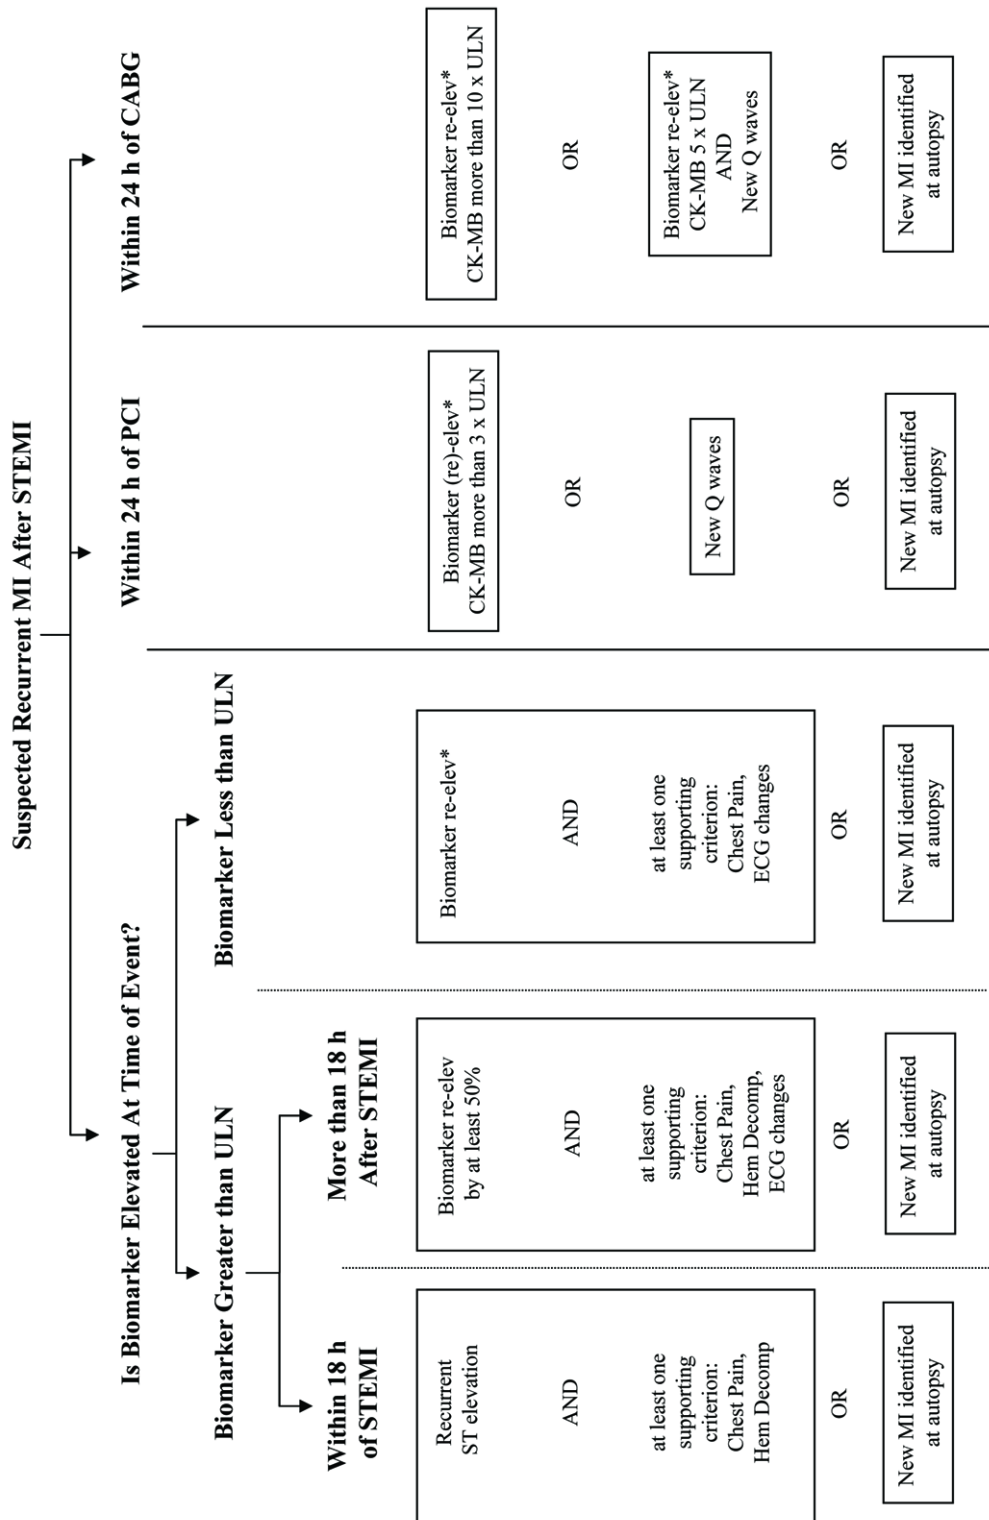 Suspected Recurrent MI After STEMI
Is Biomarker Elevated At Time of Event?
Within 24 h of PCI
Within 24 h of CABG
Biomarker Greater than ULN
Biomarker Less than ULN
Within 18 h
of STEMI
More than 18 h
After STEMI
Recurrent
ST elevation
AND
at least one
supporting
criterion:
Chest Pain,
Hem Decomp
OR
New MI identified
at autopsy
Biomarker re-elev
by at least 50%
AND
at least one
supporting
criterion:
Chest Pain,
Hem Decomp,
ECG changes
OR
New MI identified
at autopsy
Biomarker re-elev*
AND
at least one
supporting
criterion:
Chest Pain,
ECG changes
OR
New MI identified
at autopsy
Biomarker (re)-elev*
CK-MB more than 3 x ULN
OR
New Q waves
OR
New MI identified
at autopsy
Biomarker re-elev*
CK-MB more than 10 x ULN
OR
Biomarker re-elev*
CK-MB 5 x ULN
AND
New Q waves
OR
New MI identified
at autopsy